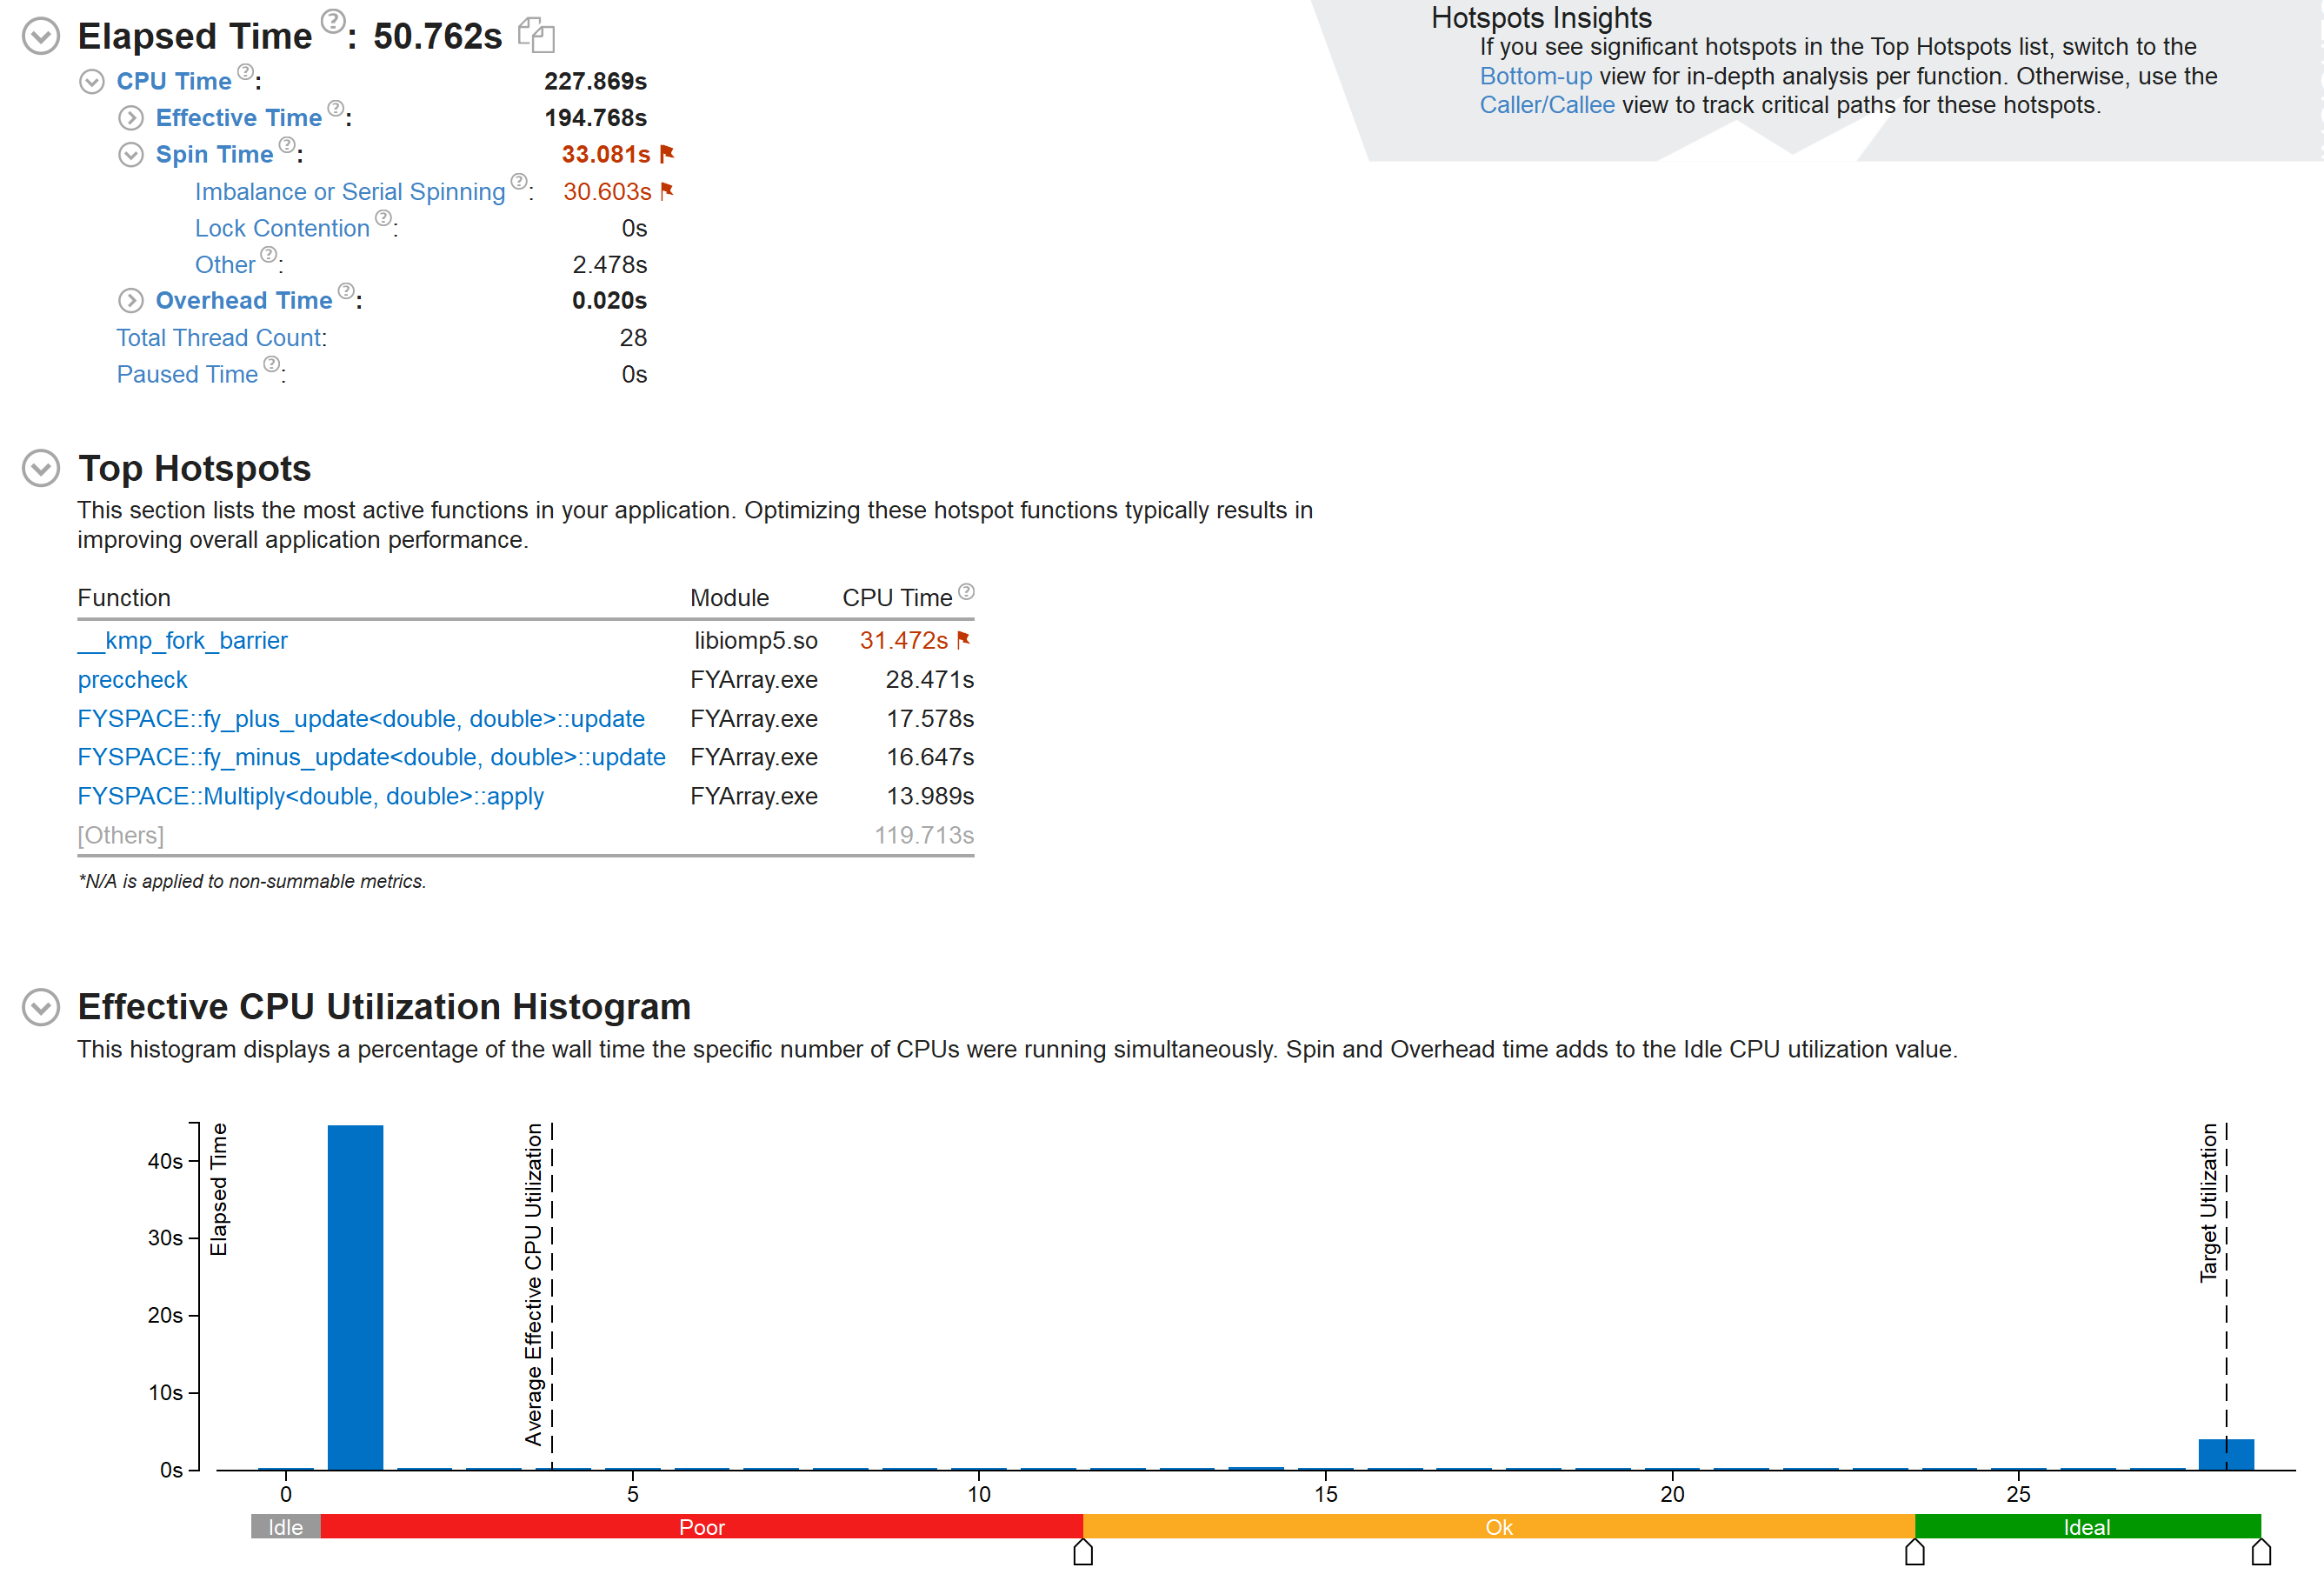 Elapsed Time ?: 50.762s
CPU Time ?: 227.869s
Effective Time ?: 194.768s
Spin Time ?: 33.081s
Imbalance or Serial Spinning ?: 30.603s
Lock Contention ?: 0s
Other ?: 2.478s
Overhead Time ?: 0.020s
Total Thread Count: 28
Paused Time ?: 0s
Hotspots Insights
If you see significant hotspots in the Top Hotspots list, switch to the
Bottom-up view for in-depth analysis per function. Otherwise, use the
Caller/Callee view to track critical paths for these hotspots.
Top Hotspots
This section lists the most active functions in your application. Optimizing these hotspot functions typically results in
improving overall application performance.
Function Module CPU Time ?
__kmp_fork_barrier libiomp5.so 31.472s
preccheck FYArray.exe 28.471s
FYSPACE::fy_plus_update<double, double>::update FYArray.exe 17.578s
FYSPACE::fy_minus_update<double, double>::update FYArray.exe 16.647s
FYSPACE::Multiply<double, double>::apply FYArray.exe 13.989s
[Others] 119.713s
*N/A is applied to non-summable metrics.
Effective CPU Utilization Histogram
This histogram displays a percentage of the wall time the specific number of CPUs were running simultaneously. Spin and Overhead time adds to the Idle CPU utilization value.
Elapsed Time
Average Effective CPU Utilization
Target Utilization
40s
30s
20s
10s
0s
0 5 10 15 20 25
Idle Poor Ok Ideal